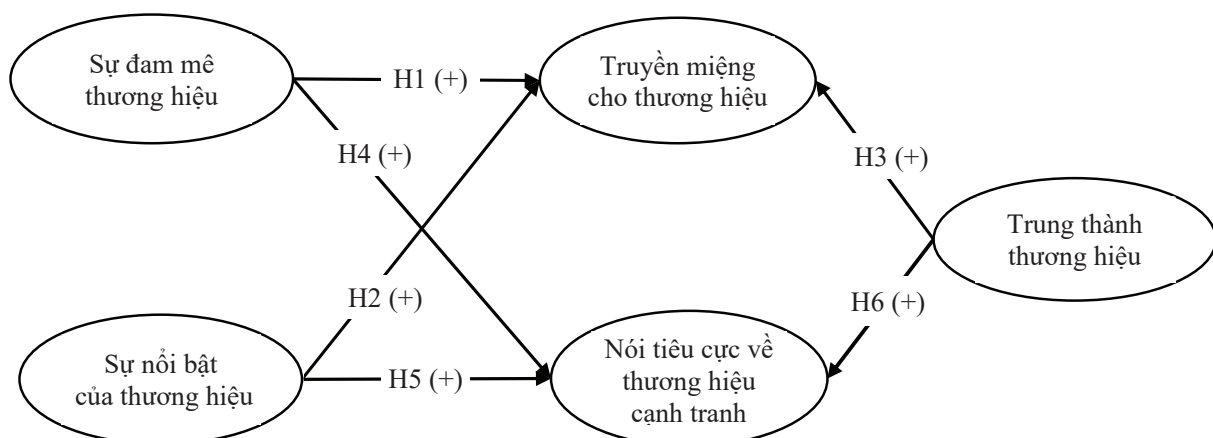 Sự đam mê
thương hiệu
H1 (+)
Truyền miệng
cho thương hiệu
H4 (+)
H3 (+)
Trung thành
thương hiệu
H2 (+)
H6 (+)
Sự nổi bật
của thương hiệu
H5 (+)
Nói tiêu cực về
thương hiệu
cạnh tranh